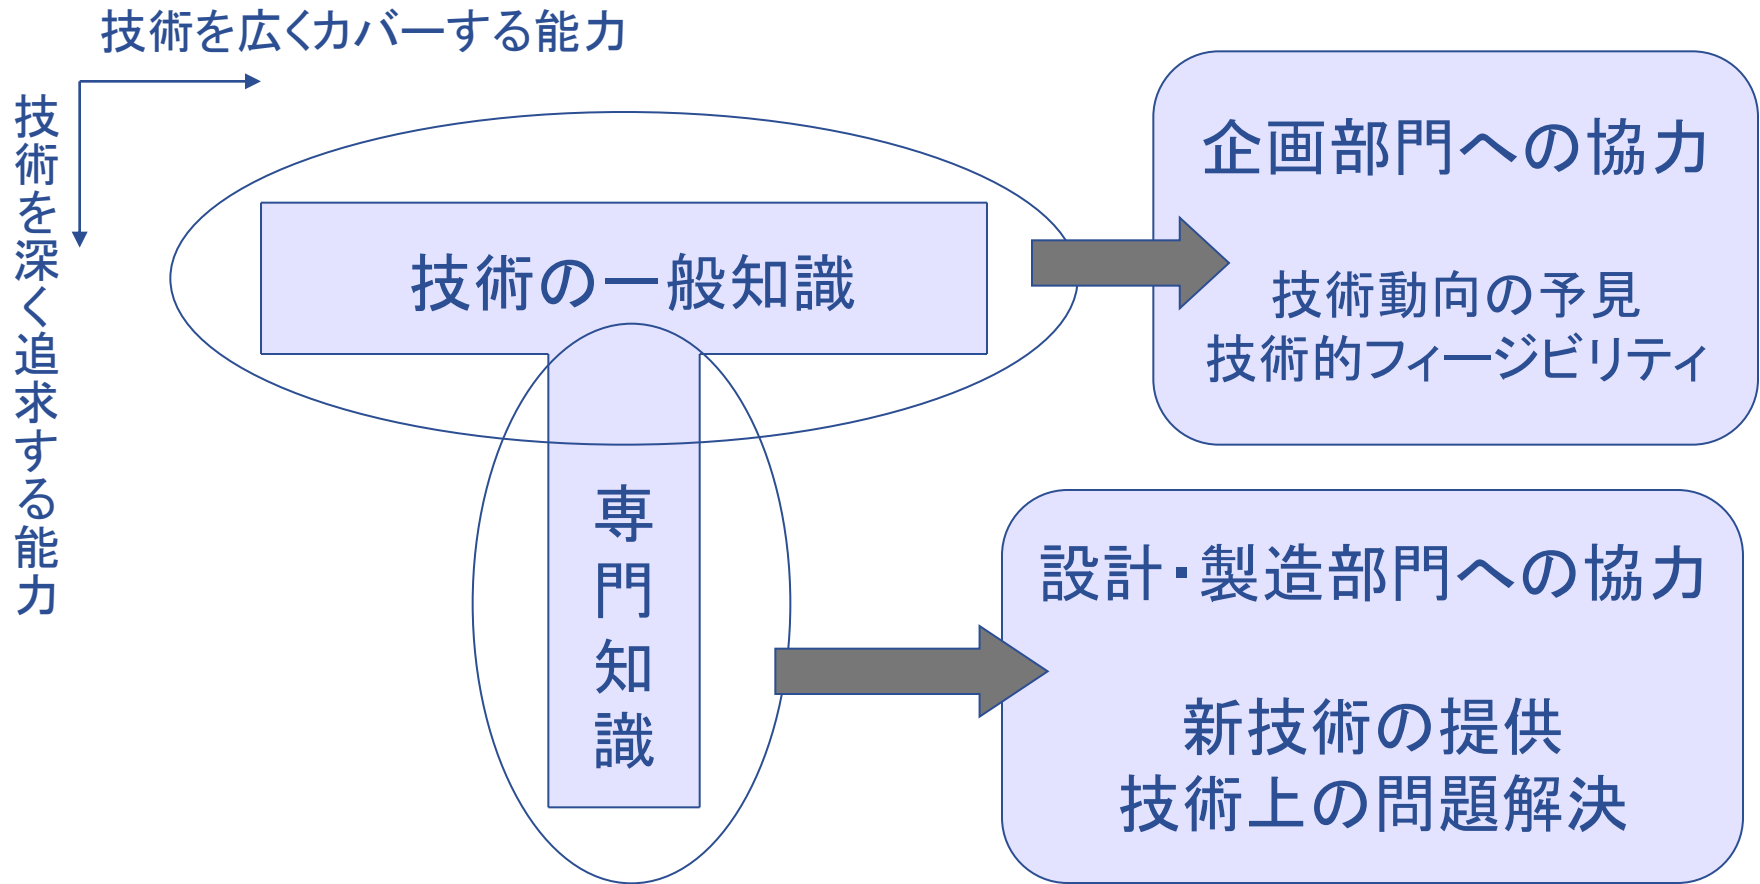 技術を広くカバーする能力
技術を深く追求する能力
技術の一般知識
専門知識
企画部門への協力
技術動向の予見
技術的フィージビリティ
設計・製造部門への協力
新技術の提供
技術上の問題解決